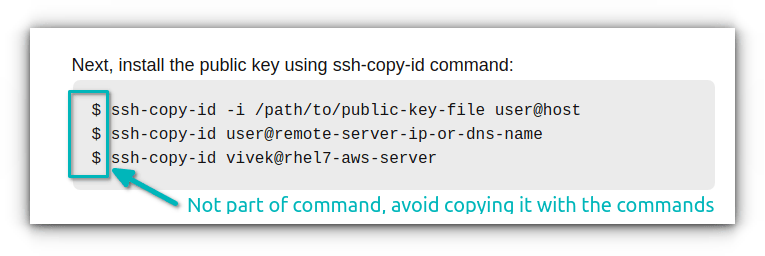 Next, install the public key using ssh-copy-id command:
$ ssh-copy-id -i /path/to/public-key-file user@host
$ ssh-copy-id user@remote-server-ip-or-dns-name
$ ssh-copy-id vivek@rhel7-aws-server
Not part of command, avoid copying it with the commands